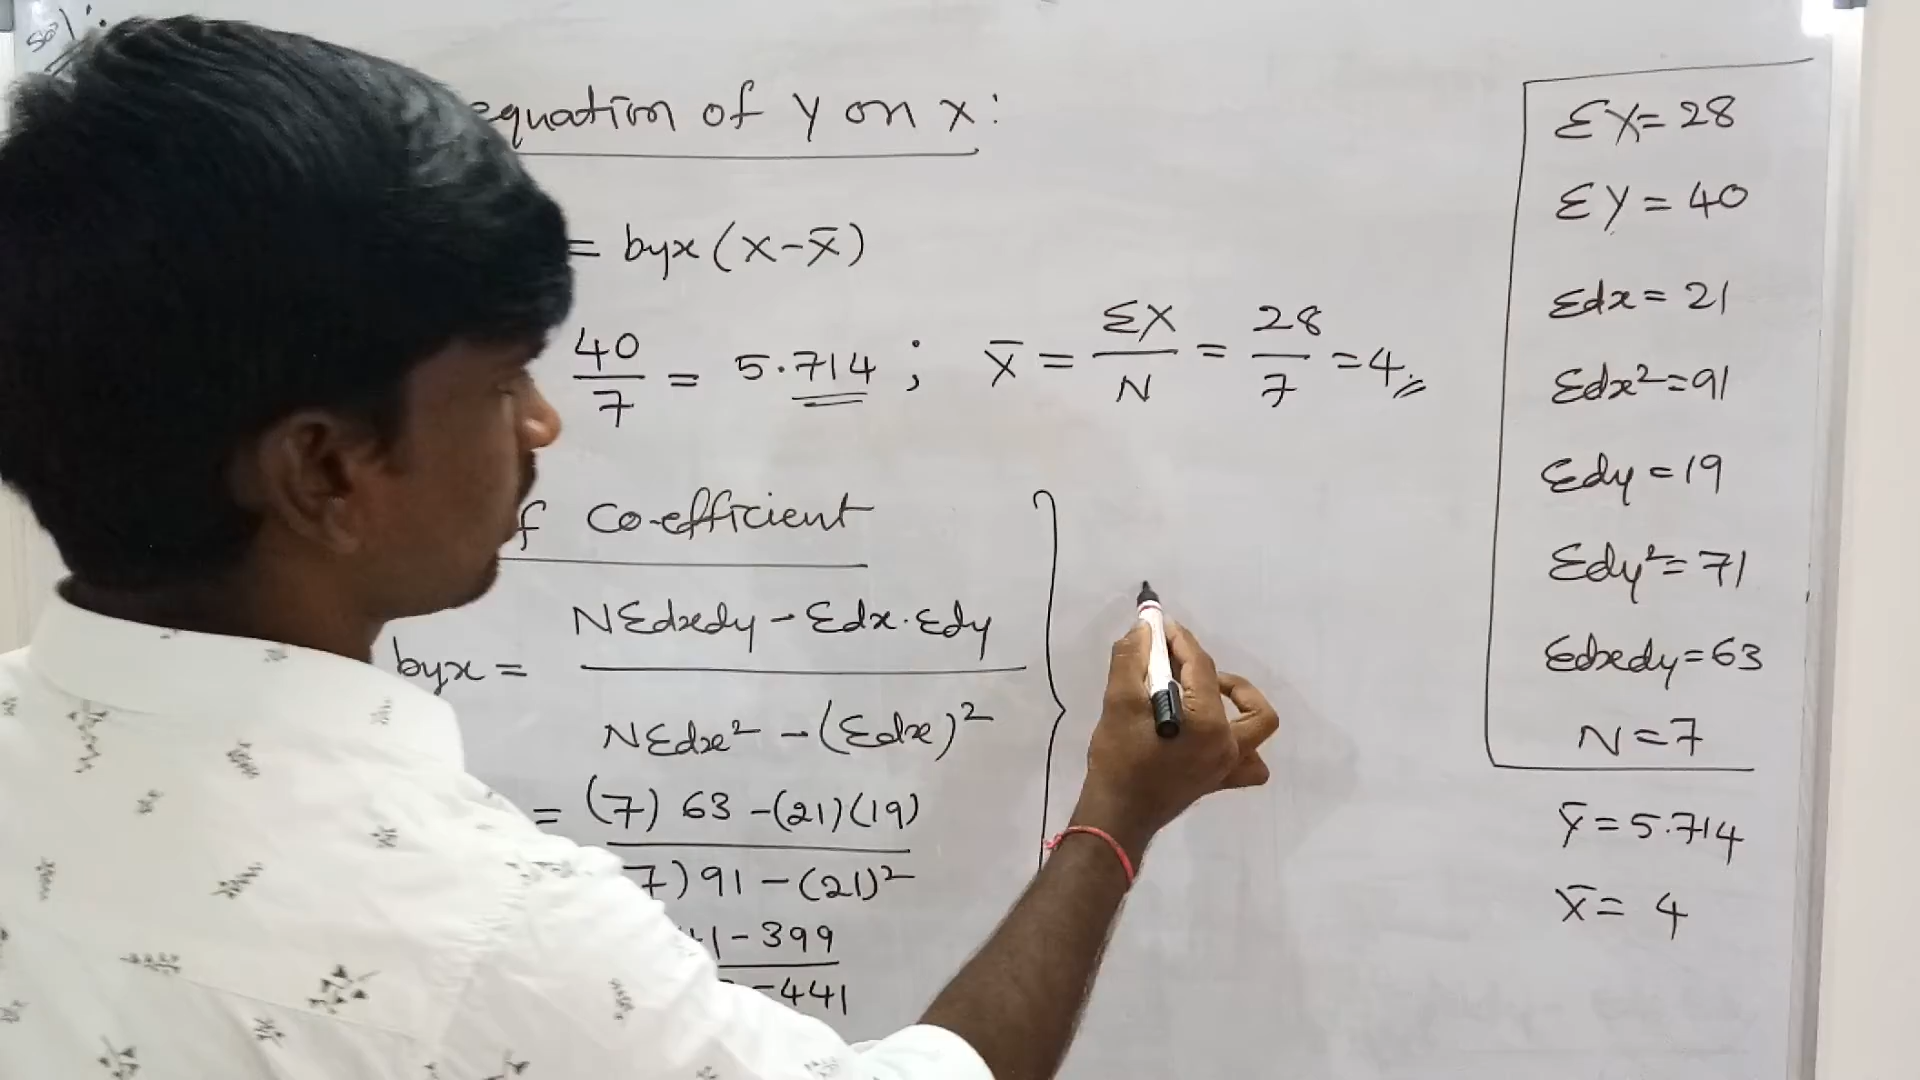 Sol:
equation of Y on X:
= byx (X - X̄)
40/7 = 5.714 ; X̄ = ΣX/N = 28/7 = 4
Co-efficient
byx = NΣdxdy - Σdx.Σdy
NΣdx² - (Σdx)²
= (7) 63 - (21)(19)
7) 91 - (21)²
- 399
- 441
ΣX = 28
ΣY = 40
Σdx = 21
Σdx² = 91
Σdy = 19
Σdy² = 71
Σdxdy = 63
N = 7
Ȳ = 5.714
X̄ = 4